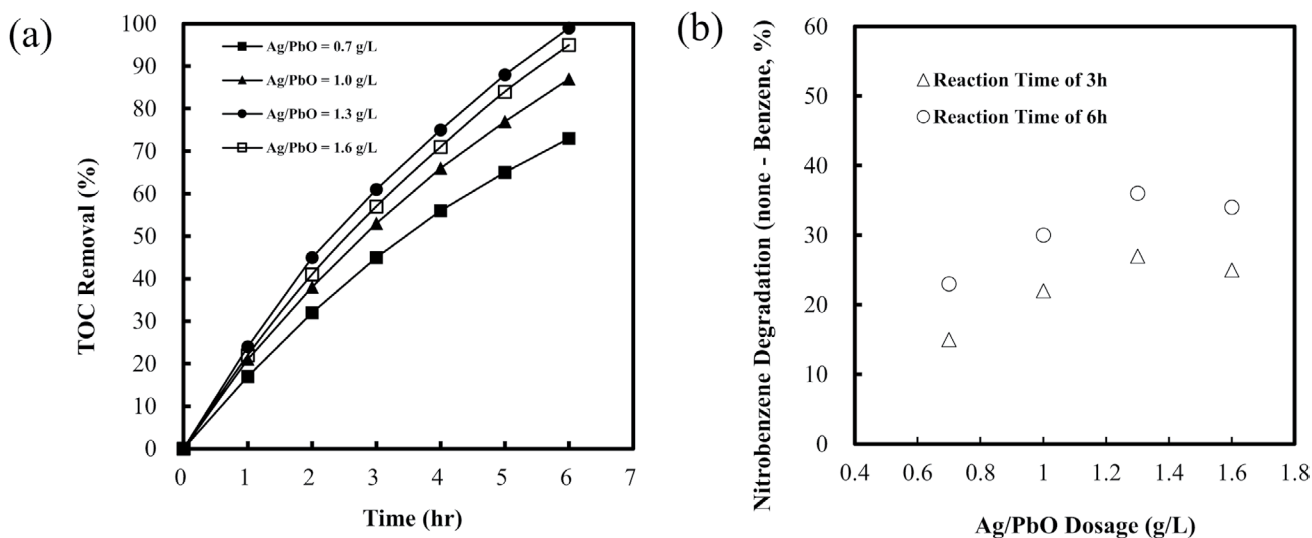 (a)
TOC Removal (%)
100
90
80
70
60
50
40
30
20
10
0
Ag/PbO = 0.7 g/L
Ag/PbO = 1.0 g/L
Ag/PbO = 1.3 g/L
Ag/PbO = 1.6 g/L
0 1 2 3 4 5 6 7
Time (hr)
(b)
Nitrobenzene Degradation (none - Benzene, %)
60
50
40
30
20
10
0
Reaction Time of 3h
Reaction Time of 6h
0.4 0.6 0.8 1 1.2 1.4 1.6 1.8
Ag/PbO Dosage (g/L)